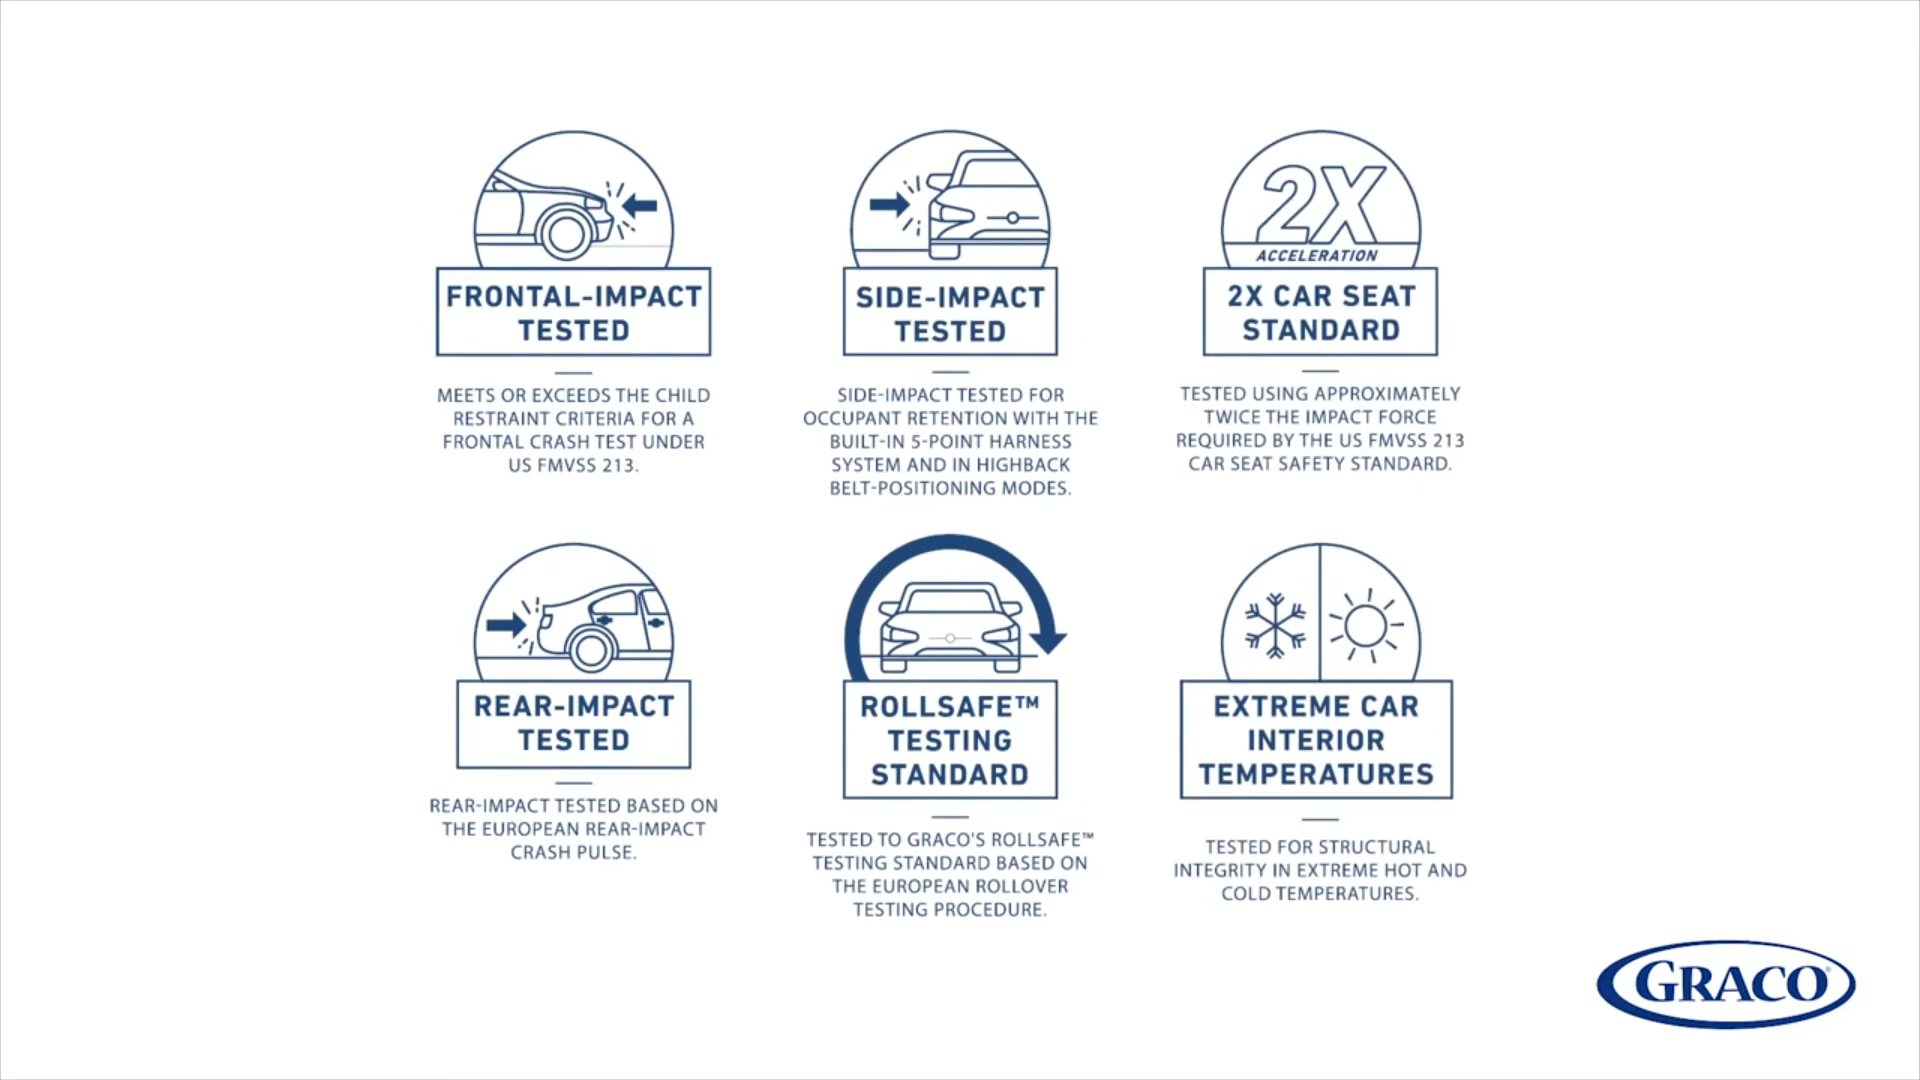 2X
ACCELERATION
FRONTAL-IMPACT
TESTED
MEETS OR EXCEEDS THE CHILD
RESTRAINT CRITERIA FOR A
FRONTAL CRASH TEST UNDER
US FMVSS 213.
SIDE-IMPACT
TESTED
SIDE-IMPACT TESTED FOR
OCCUPANT RETENTION WITH THE
BUILT-IN 5-POINT HARNESS
SYSTEM AND IN HIGHBACK
BELT-POSITIONING MODES.
2X CAR SEAT
STANDARD
TESTED USING APPROXIMATELY
TWICE THE IMPACT FORCE
REQUIRED BY THE US FMVSS 213
CAR SEAT SAFETY STANDARD.
REAR-IMPACT
TESTED
REAR-IMPACT TESTED BASED ON
THE EUROPEAN REAR-IMPACT
CRASH PULSE.
ROLLSAFE™
TESTING
STANDARD
TESTED TO GRACO'S ROLLSAFE™
TESTING STANDARD BASED ON
THE EUROPEAN ROLLOVER
TESTING PROCEDURE.
EXTREME CAR
INTERIOR
TEMPERATURES
TESTED FOR STRUCTURAL
INTEGRITY IN EXTREME HOT AND
COLD TEMPERATURES.
GRACO®